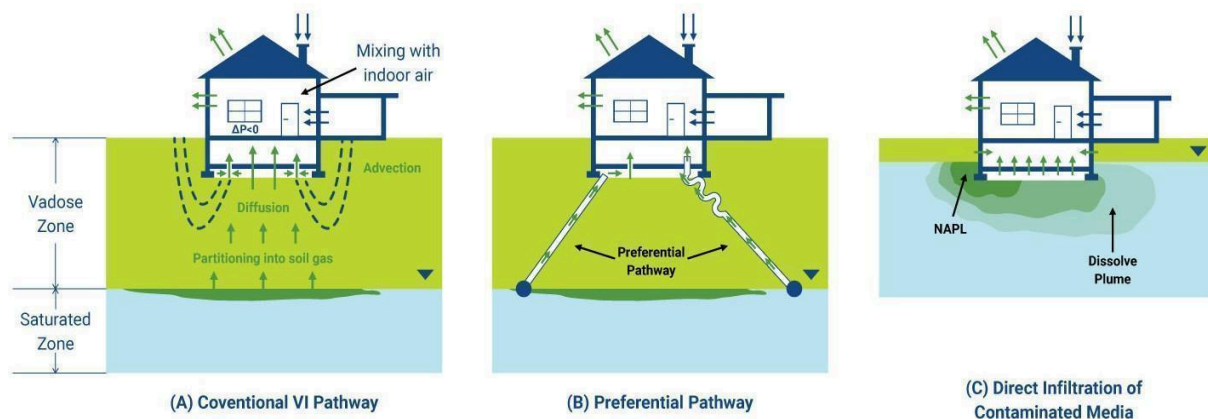 Mixing with
indoor air
ΔP<0
Advection
Vadose
Zone
Diffusion
Partitioning into soil gas
Saturated
Zone
(A) Coventional VI Pathway
Preferential
Pathway
(B) Preferential Pathway
NAPL
Dissolve
Plume
(C) Direct Infiltration of
Contaminated Media